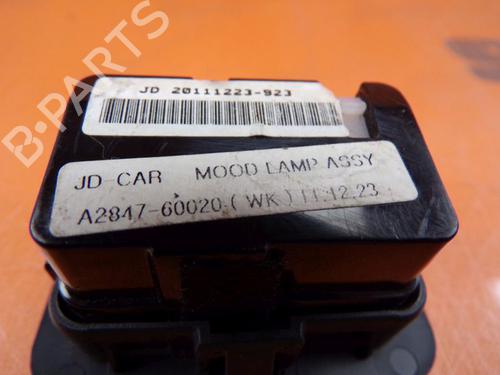 JD 20111223-923
JD-CAR MOOD LAMP ASSY
A2847-60020 (WK) 11.12.23
B-PARTS